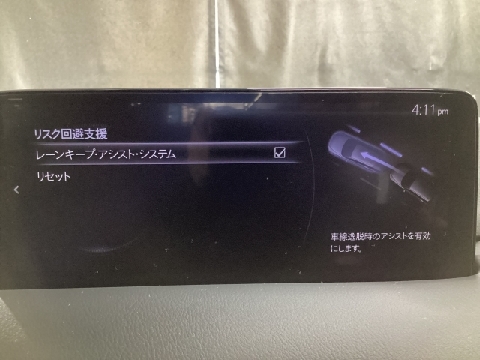 4:11pm
リスク回避支援
レーンキープ・アシスト・システム
リセット
車線逸脱時のアシストを有効
にします。